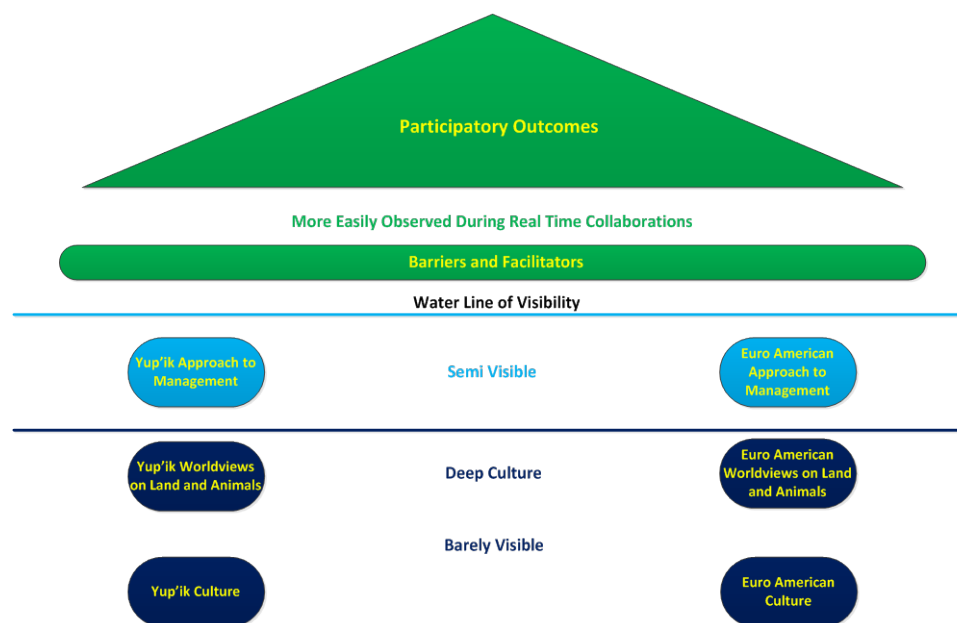 Participatory Outcomes
More Easily Observed During Real Time Collaborations
Barriers and Facilitators
Water Line of Visibility
Yup’ik Approach to
Management
Semi Visible
Euro American
Approach to
Management
Yup’ik Worldviews
on Land and Animals
Deep Culture
Euro American
Worldviews on Land
and Animals
Barely Visible
Yup’ik Culture
Euro American
Culture